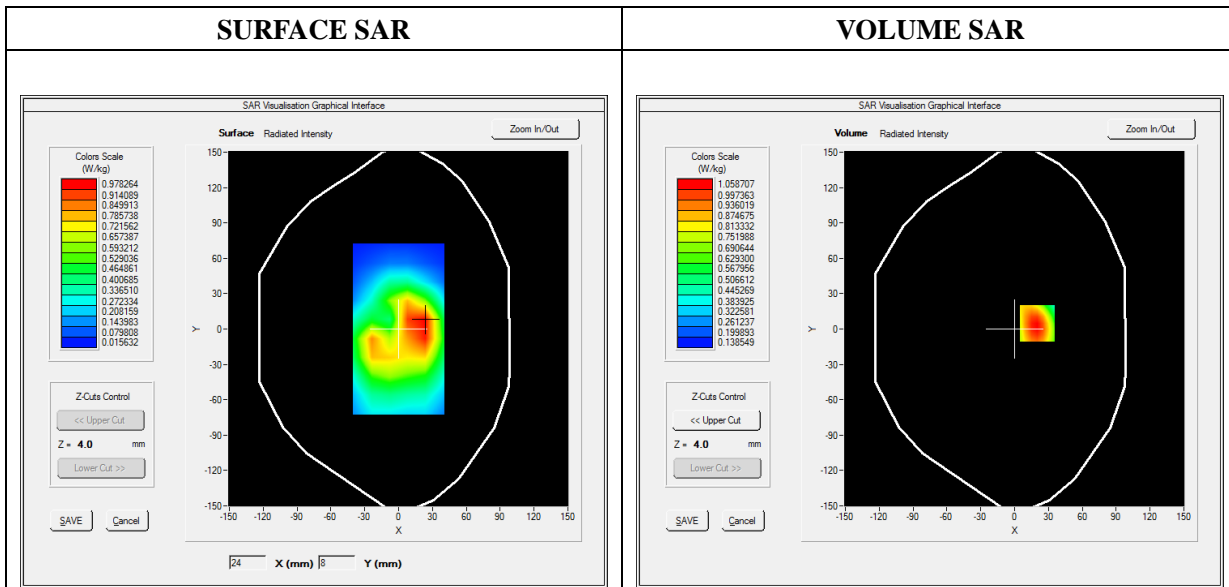 SURFACE SAR
VOLUME SAR
SAR Visualisation Graphical Interface
Surface Radiated Intensity
Zoom In/Out
Colors Scale
(W/kg)
0.978264
0.914089
0.849913
0.785738
0.721562
0.657387
0.593212
0.529036
0.464861
0.400685
0.336510
0.272334
0.208159
0.143983
0.079808
0.015632
Z-Cuts Control
<< Upper Cut
Z = 4.0 mm
Lower Cut >>
SAVE Cancel
150
120
90
60
30
Y 0
-30
-60
-90
-120
-150
-150 -120 -90 -60 -30 0 30 60 90 120 150
X
24 X (mm) 8 Y (mm)
SAR Visualisation Graphical Interface
Volume Radiated Intensity
Zoom In/Out
Colors Scale
(W/kg)
1.058707
0.997363
0.936019
0.874675
0.813332
0.751988
0.690644
0.629300
0.567956
0.506612
0.445269
0.383925
0.322581
0.261237
0.199893
0.138549
Z-Cuts Control
<< Upper Cut
Z = 4.0 mm
Lower Cut >>
SAVE Cancel
150
120
90
60
30
Y 0
-30
-60
-90
-120
-150
-150 -120 -90 -60 -30 0 30 60 90 120 150
X